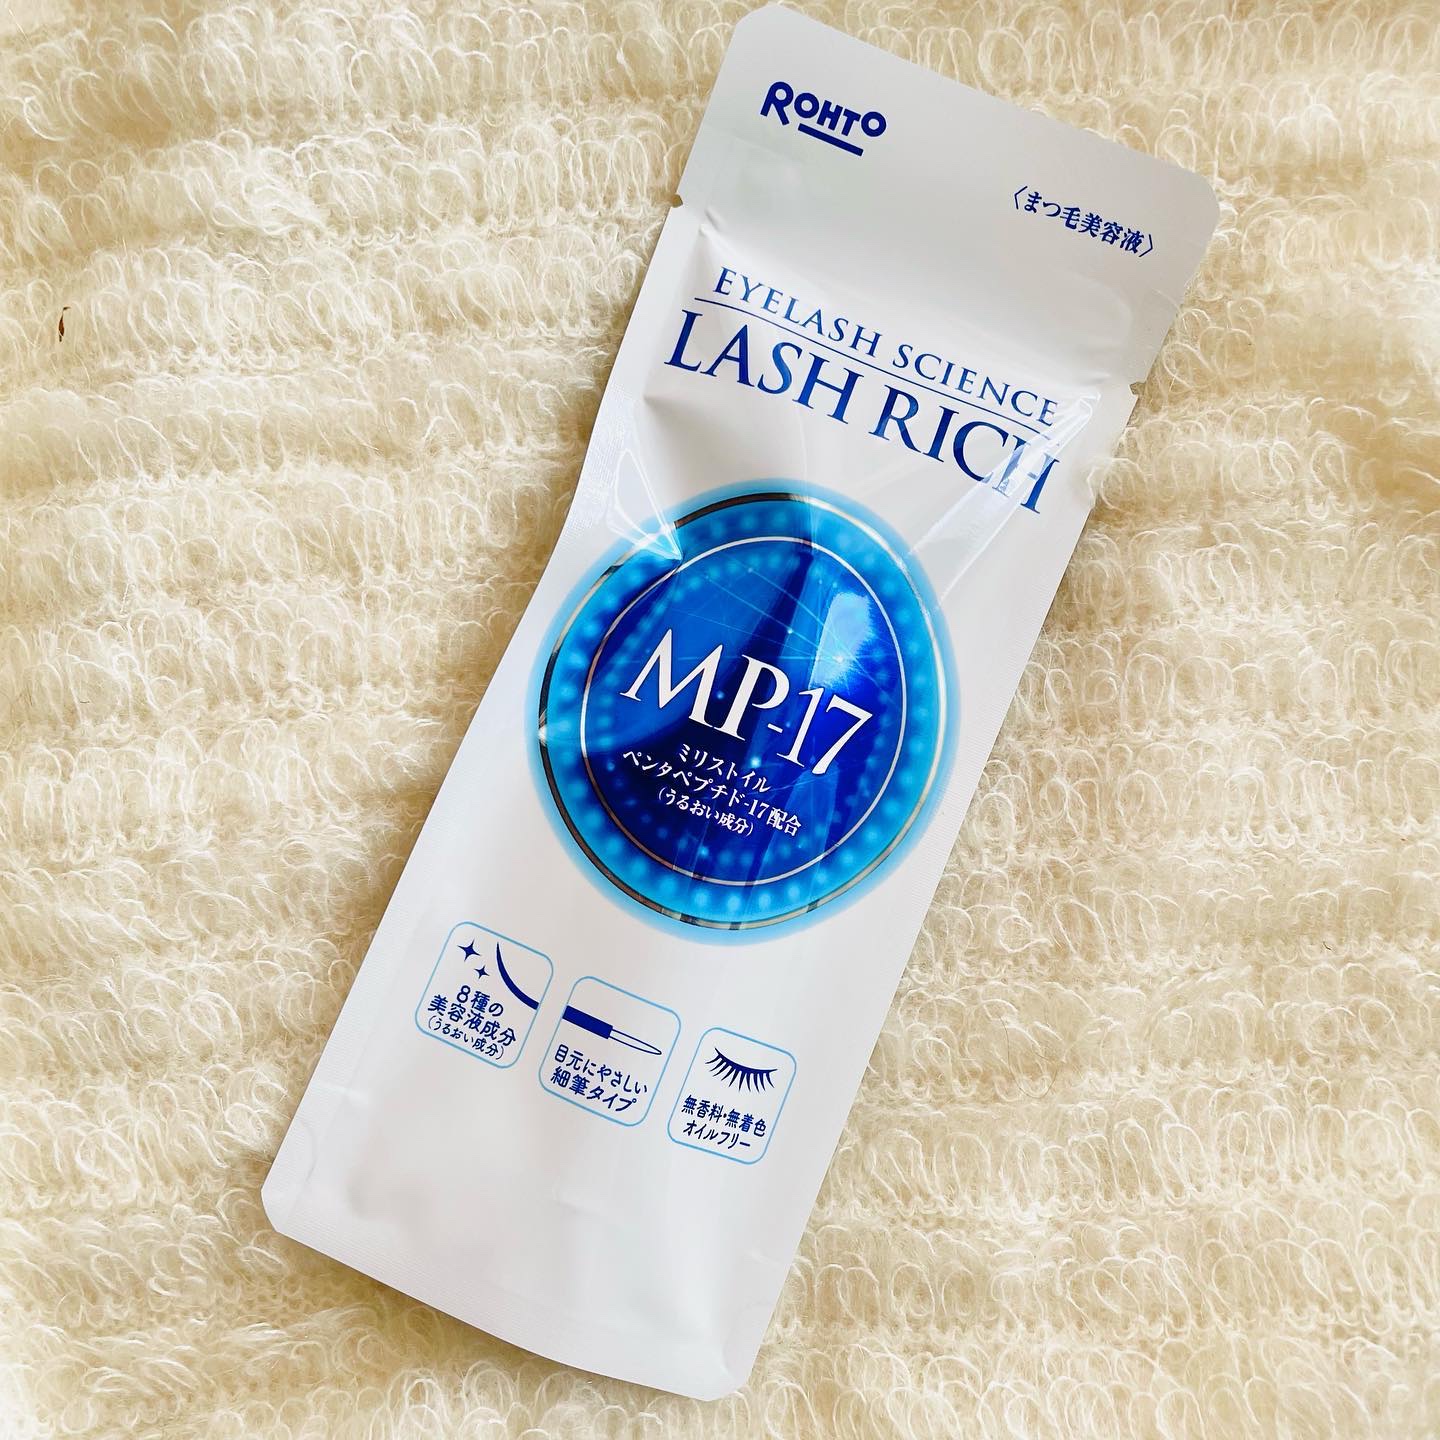 ROHTO
〈まつ毛美容液〉
EYELASH SCIENCE
LASH RICH
MP-17
ミリストイル
ペンタペプチド-17配合
(うるおい成分)
8種の
美容液成分
(うるおい成分)
目元にやさしい
細筆タイプ
無香料・無着色
オイルフリー